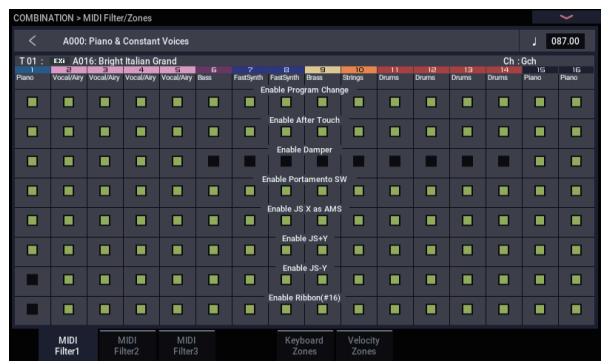 COMBINATION > MIDI Filter/Zones
A000: Piano & Constant Voices
♩ 087.00
T 01 : EXi A016: Bright Italian Grand Ch : Gch
1 2 3 4 5 6 7 8 9 10 11 12 13 14 15 16
Piano Vocal/Airy Vocal/Airy Vocal/Airy Vocal/Airy Bass FastSynth FastSynth Brass Strings Drums Drums Drums Drums Piano Piano
Enable Program Change
Enable After Touch
Enable Damper
Enable Portamento SW
Enable JS X as AMS
Enable JS+Y
Enable JS-Y
Enable Ribbon(#16)
MIDI Filter1
MIDI Filter2
MIDI Filter3
Keyboard Zones
Velocity Zones